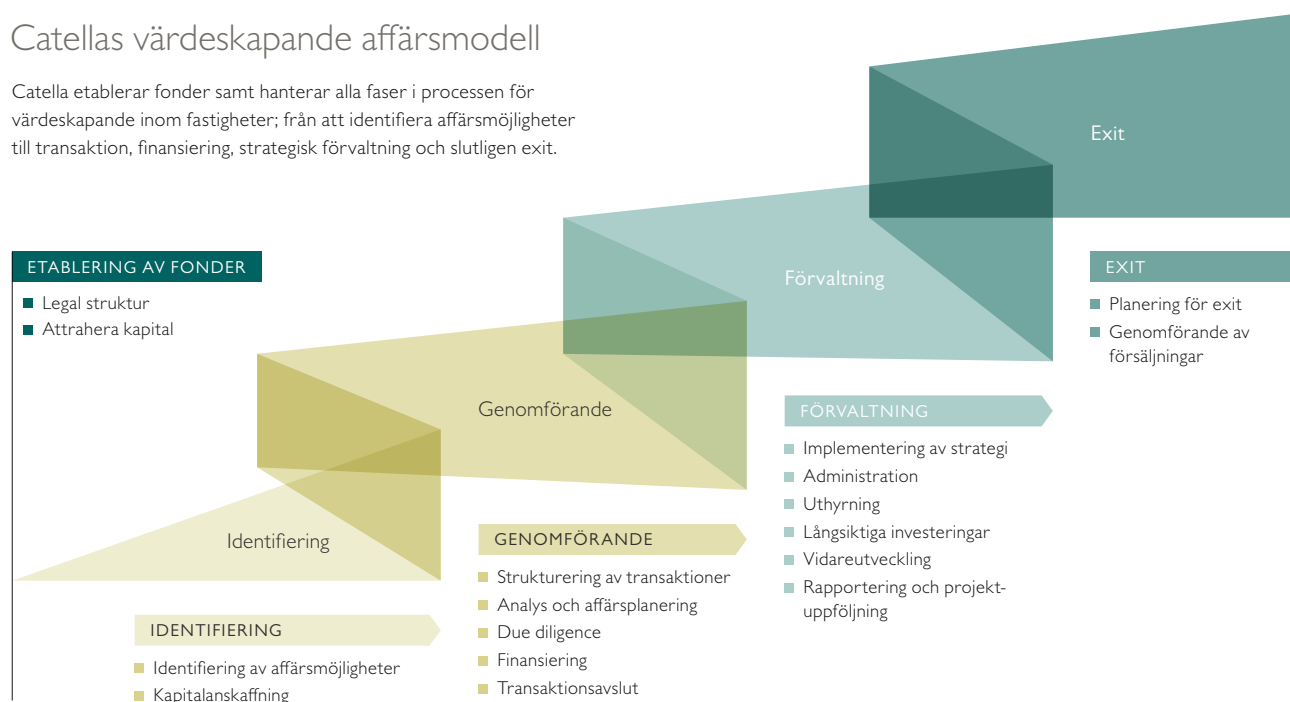 Catellas värdeskapande affärsmodell
Catella etablerar fonder samt hanterar alla faser i processen för
värdeskapande inom fastigheter; från att identifiera affärsmöjligheter
till transaktion, finansiering, strategisk förvaltning och slutligen exit.
Exit
Förvaltning
Genomförande
Identifiering
ETABLERING AV FONDER
Legal struktur
Attrahera kapital
IDENTIFIERING
Identifiering av affärsmöjligheter
Kapitalanskaffning
GENOMFÖRANDE
Strukturering av transaktioner
Analys och affärsplanering
Due diligence
Finansiering
Transaktionsavslut
FÖRVALTNING
Implementering av strategi
Administration
Uthyrning
Långsiktiga investeringar
Vidareutveckling
Rapportering och projekt-
uppföljning
EXIT
Planering för exit
Genomförande av
försäljningar